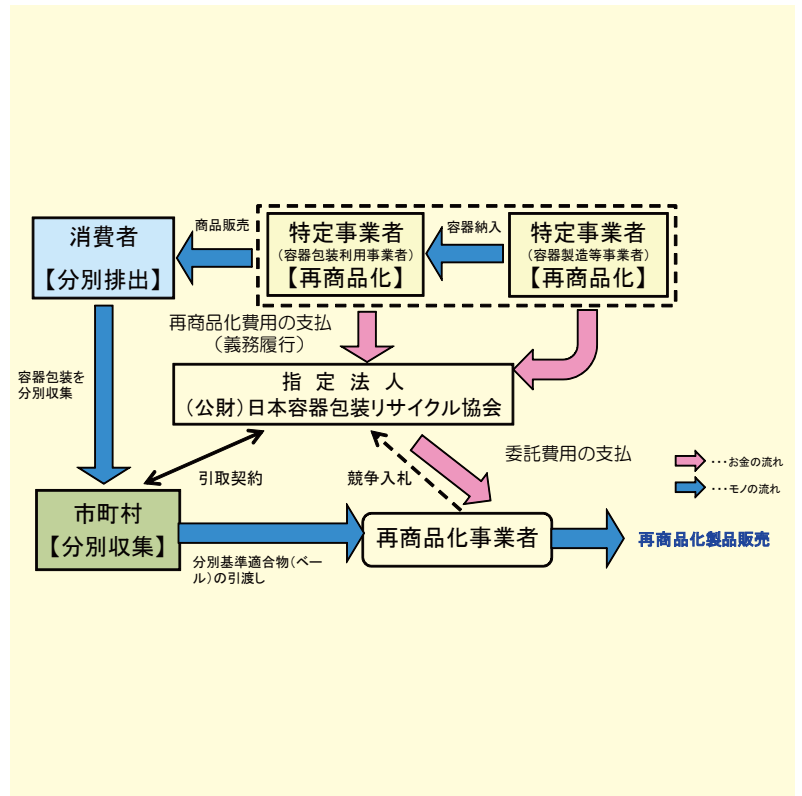 消費者
【分別排出】
商品販売
特定事業者
（容器包装利用事業者）
【再商品化】
容器納入
特定事業者
（容器製造等事業者）
【再商品化】
再商品化費用の支払
（義務履行）
容器包装を
分別収集
指定法人
（公財）日本容器包装リサイクル協会
引取契約
競争入札
委託費用の支払
・・・お金の流れ
・・・モノの流れ
市町村
【分別収集】
分別基準適合物（ベー
ル）の引渡し
再商品化事業者
再商品化製品販売